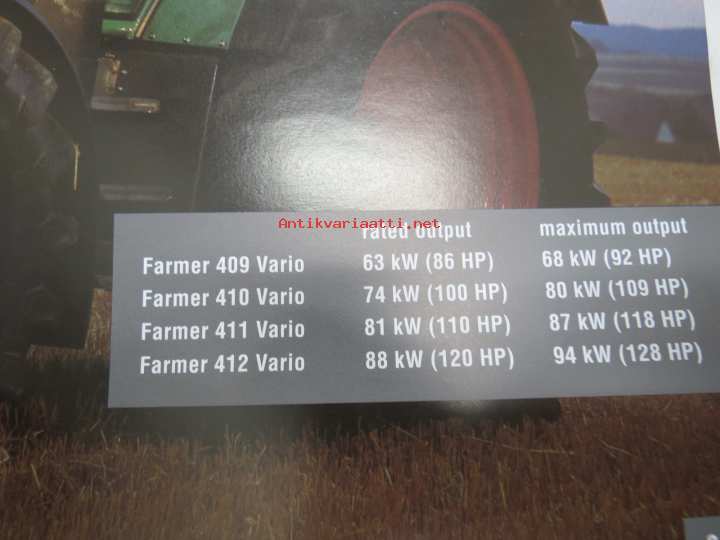 Antikvariaatti.net
rated output maximum output
Farmer 409 Vario 63 kW (86 HP) 68 kW (92 HP)
Farmer 410 Vario 74 kW (100 HP) 80 kW (109 HP)
Farmer 411 Vario 81 kW (110 HP) 87 kW (118 HP)
Farmer 412 Vario 88 kW (120 HP) 94 kW (128 HP)